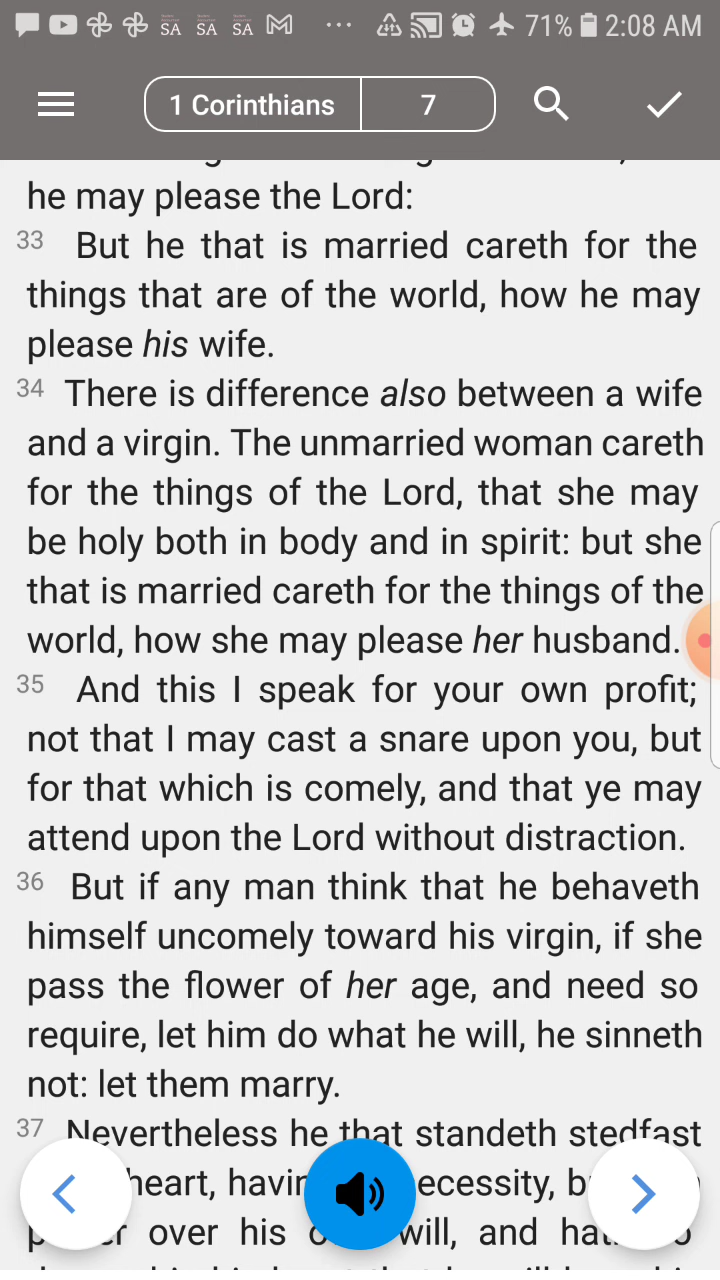 SA SA SA ... 71% 2:08 AM
1 Corinthians 7
he may please the Lord:
33 But he that is married careth for the
things that are of the world, how he may
please his wife.
34 There is difference also between a wife
and a virgin. The unmarried woman careth
for the things of the Lord, that she may
be holy both in body and in spirit: but she
that is married careth for the things of the
world, how she may please her husband.
35 And this I speak for your own profit;
not that I may cast a snare upon you, but
for that which is comely, and that ye may
attend upon the Lord without distraction.
36 But if any man think that he behaveth
himself uncomely toward his virgin, if she
pass the flower of her age, and need so
require, let him do what he will, he sinneth
not: let them marry.
37 Nevertheless he that standeth stedfast
heart,
over his will, and